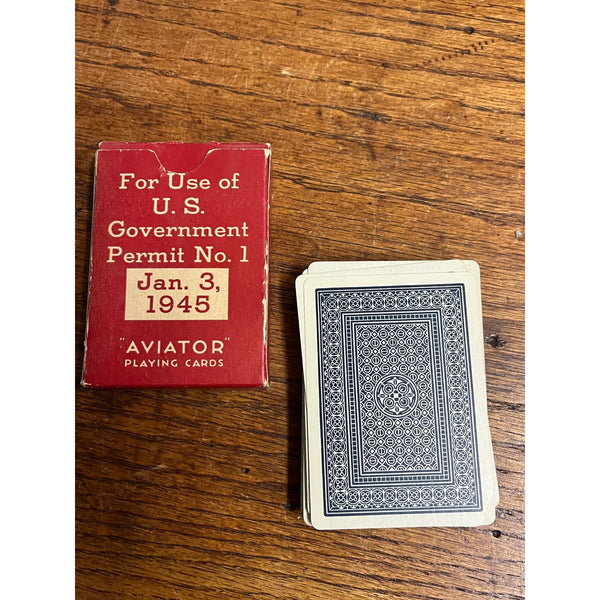 For Use of
U. S.
Government
Permit No. 1
Jan. 3,
1945
"AVIATOR"
PLAYING CARDS